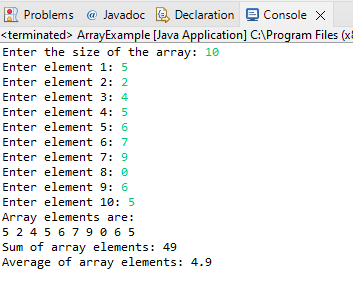 Problems @ Javadoc Declaration Console
<terminated> ArrayExample [Java Application] C:\Program Files (x8
Enter the size of the array: 10
Enter element 1: 5
Enter element 2: 2
Enter element 3: 4
Enter element 4: 5
Enter element 5: 6
Enter element 6: 7
Enter element 7: 9
Enter element 8: 0
Enter element 9: 6
Enter element 10: 5
Array elements are:
5 2 4 5 6 7 9 0 6 5
Sum of array elements: 49
Average of array elements: 4.9